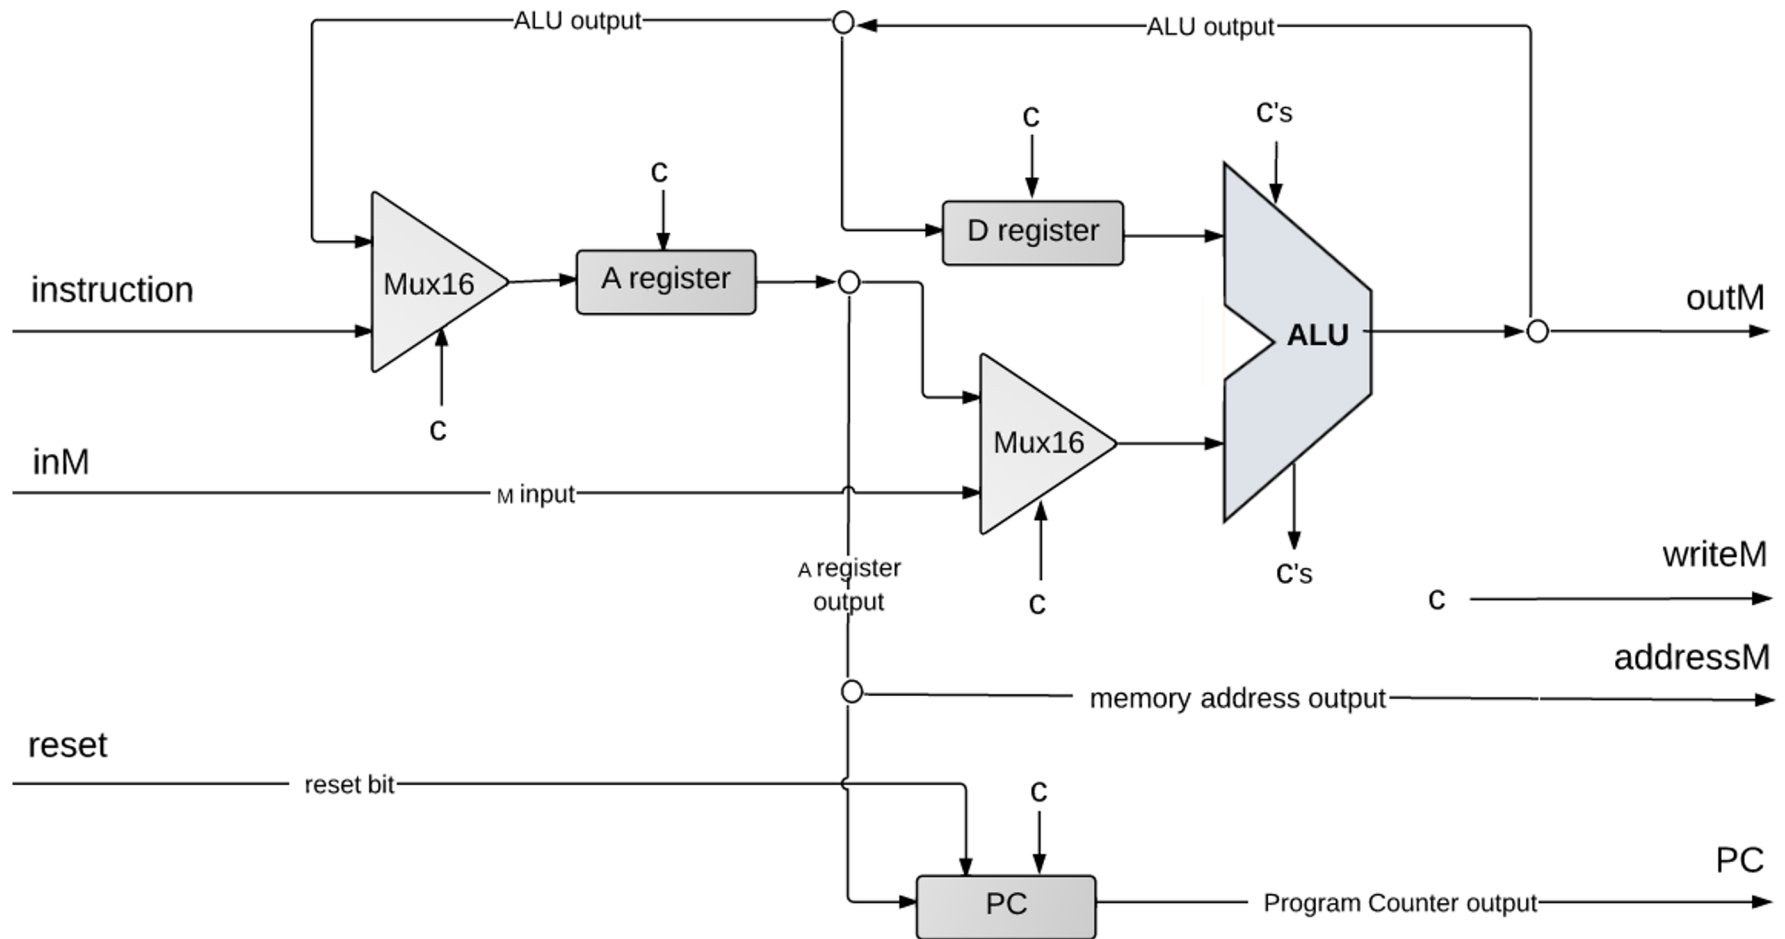 ALU output
ALU output
c
c's
c
D register
Mux16
A register
instruction
outM
ALU
c
Mux16
inM
M input
writeM
A register
output
c's
c
c
addressM
memory address output
reset
reset bit
c
PC
PC
Program Counter output